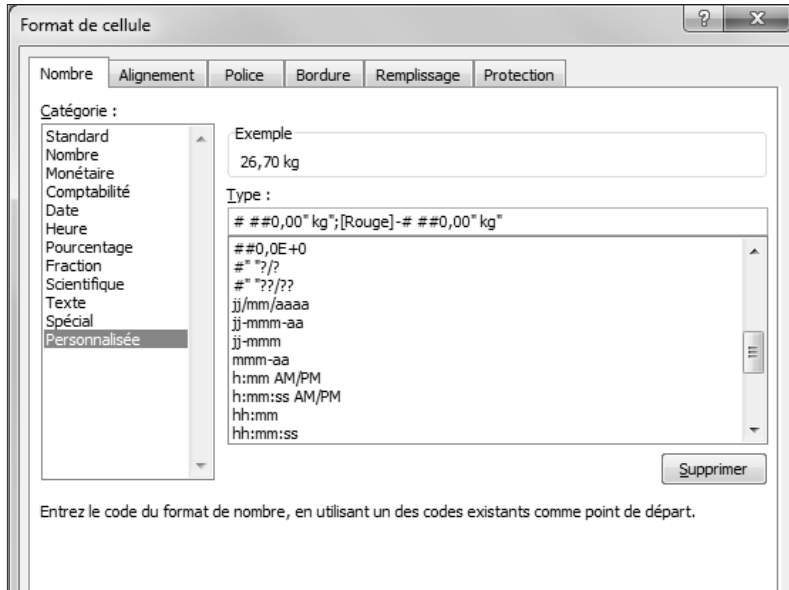 Format de cellule
Nombre Alignement Police Bordure Remplissage Protection
Catégorie :
Standard
Nombre
Monétaire
Comptabilité
Date
Heure
Pourcentage
Fraction
Scientifique
Texte
Spécial
Personnalisée
Exemple
26,70 kg
Type :
# ##0,00" kg";[Rouge]-# ##0,00" kg"
##0,0E+0
#" "?/?
#" "??/??
jj/mm/aaaa
jj-mmm-aa
jj-mmm
mmm-aa
h:mm AM/PM
h:mm:ss AM/PM
hh:mm
hh:mm:ss
Supprimer
Entrez le code du format de nombre, en utilisant un des codes existants comme point de départ.